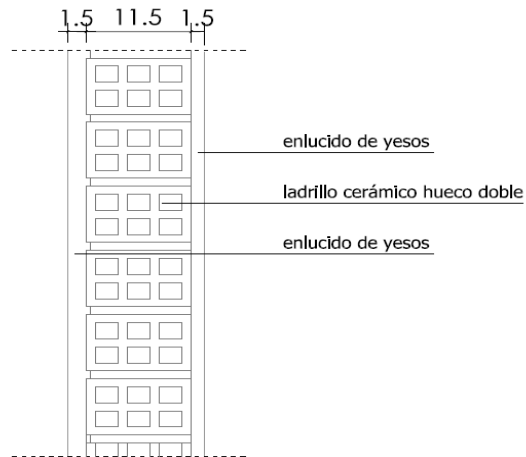 1.5 11.5 1.5
enlucido de yesos
ladrillo cerámico hueco doble
enlucido de yesos